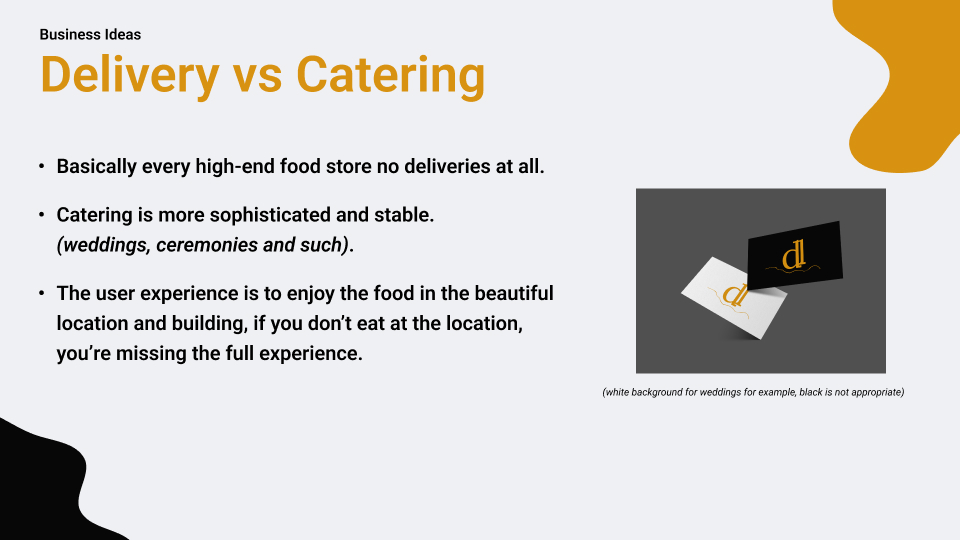 Business Ideas
Delivery vs Catering
• Basically every high-end food store no deliveries at all.
• Catering is more sophisticated and stable.
(weddings, ceremonies and such).
• The user experience is to enjoy the food in the beautiful
location and building, if you don’t eat at the location,
you’re missing the full experience.
dl
dl
(white background for weddings for example, black is not appropriate)